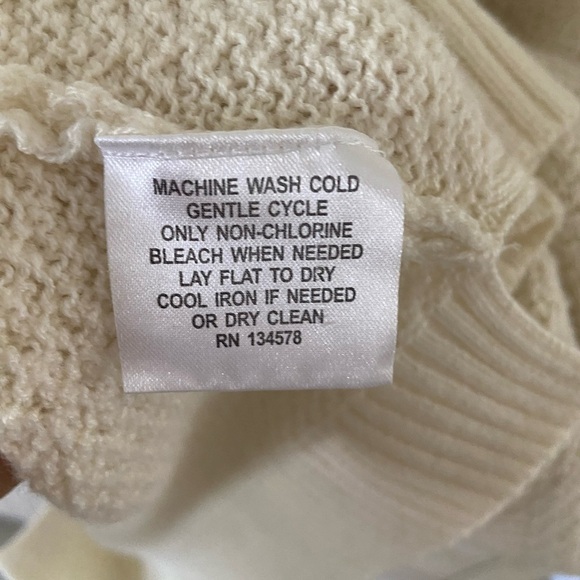 MACHINE WASH COLD
GENTLE CYCLE
ONLY NON-CHLORINE
BLEACH WHEN NEEDED
LAY FLAT TO DRY
COOL IRON IF NEEDED
OR DRY CLEAN
RN 134578